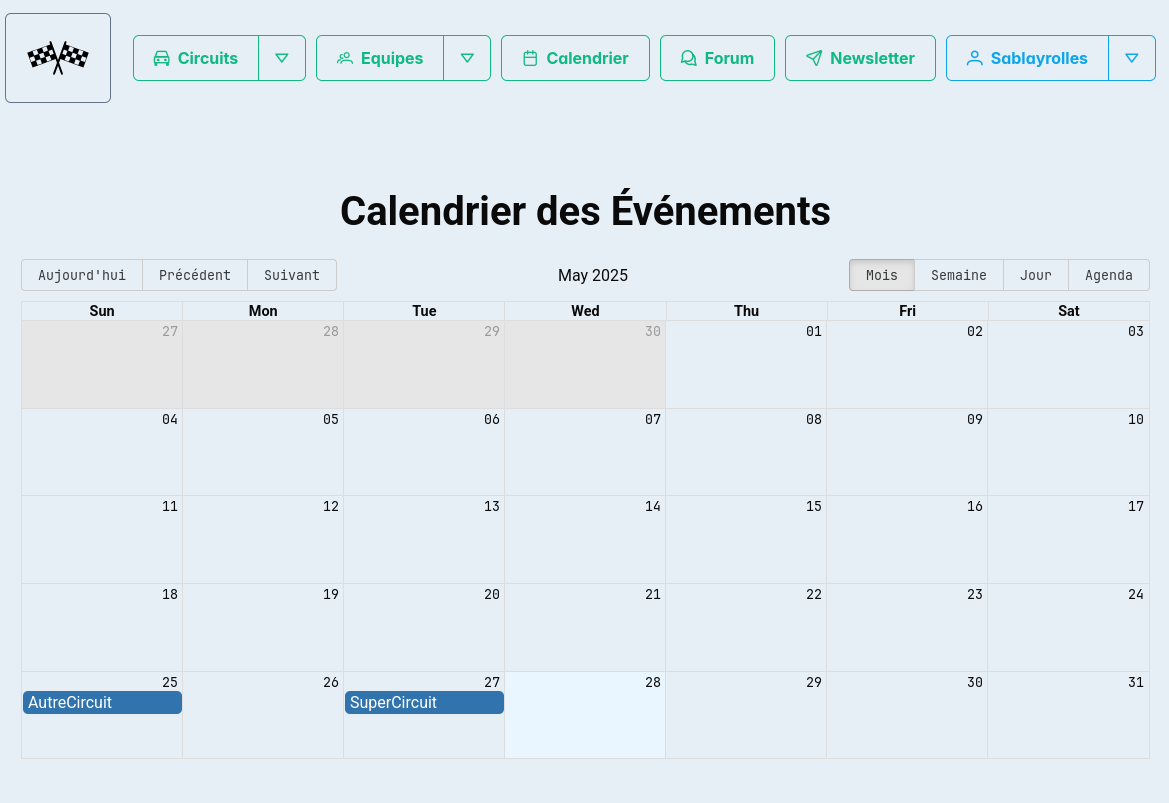 Circuits Equipes Calendrier Forum Newsletter Sablayrolles
Calendrier des Événements
Aujourd'hui Précédent Suivant May 2025 Mois Semaine Jour Agenda
Sun Mon Tue Wed Thu Fri Sat
27 28 29 30 01 02 03
04 05 06 07 08 09 10
11 12 13 14 15 16 17
18 19 20 21 22 23 24
25 26 27 28 29 30 31
AutreCircuit SuperCircuit